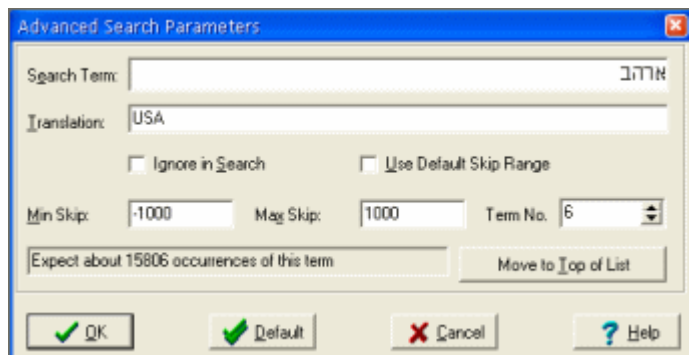 Advanced Search Parameters
Search Term: ארהב
Translation: USA
Ignore in Search Use Default Skip Range
Min Skip: -1000 Max Skip: 1000 Term No. 6
Expect about 15806 occurrences of this term Move to Top of List
OK Default Cancel ? Help